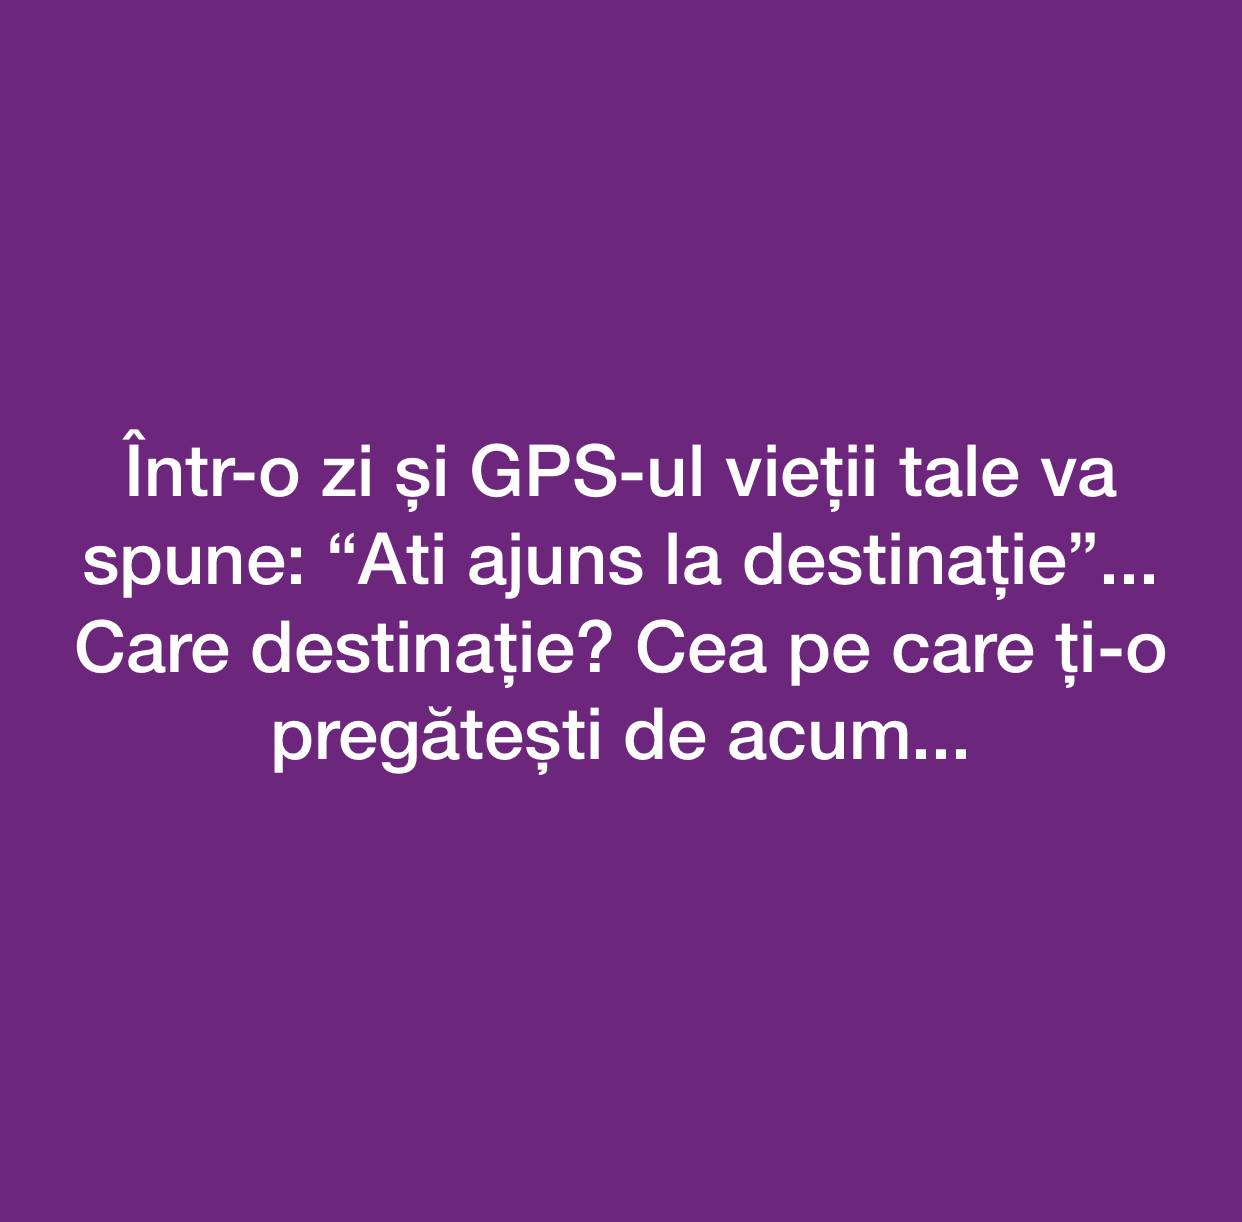 Într-o zi și GPS-ul vieții tale va
spune: “Ati ajuns la destinație”...
Care destinație? Cea pe care ți-o
pregătești de acum...